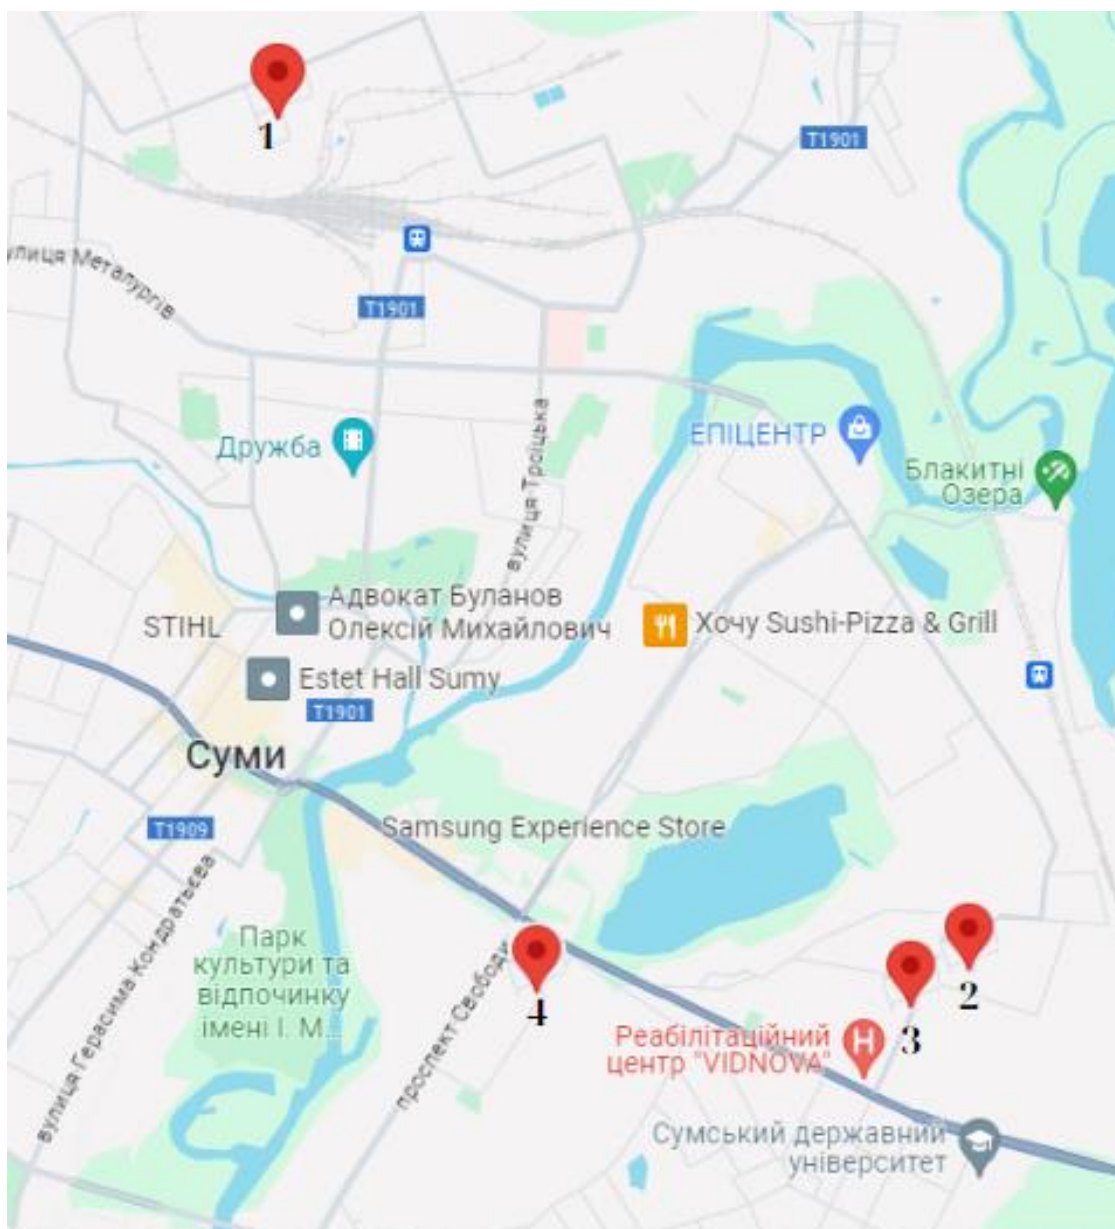 1
T1901
вулиця Металургів
T1901
Дружба
вулиця Троїцька
ЕПІЦЕНТР
Блакитні
Озера
STIHL
Адвокат Буланов
Олексій Михайлович
Хочу Sushi-Pizza & Grill
Estet Hall Sumy
T1901
Суми
T1909
Samsung Experience Store
вулиця Герасима Кондратьєва
Парк
культури та
відпочинку
імені І. М...
проспект Свободи
4
2
3
Реабілітаційний
центр "VIDNOVA"
H
Сумський державний
університет